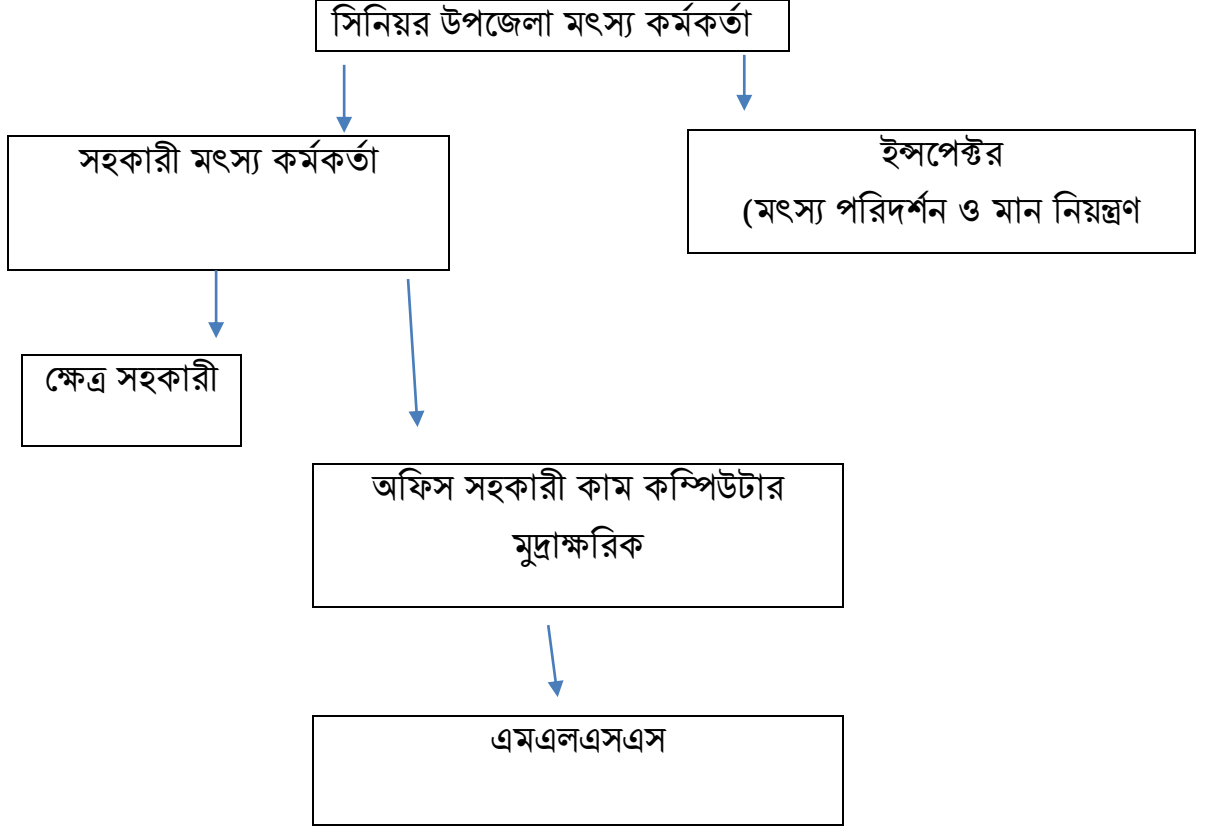 সিনিয়র উপজেলা মৎস্য কর্মকর্তা
সহকারী মৎস্য কর্মকর্তা
ইন্সপেক্টর
(মৎস্য পরিদর্শন ও মান নিয়ন্ত্রণ
ক্ষেত্র সহকারী
অফিস সহকারী কাম কম্পিউটার
মুদ্রাক্ষরিক
এমএলএসএস